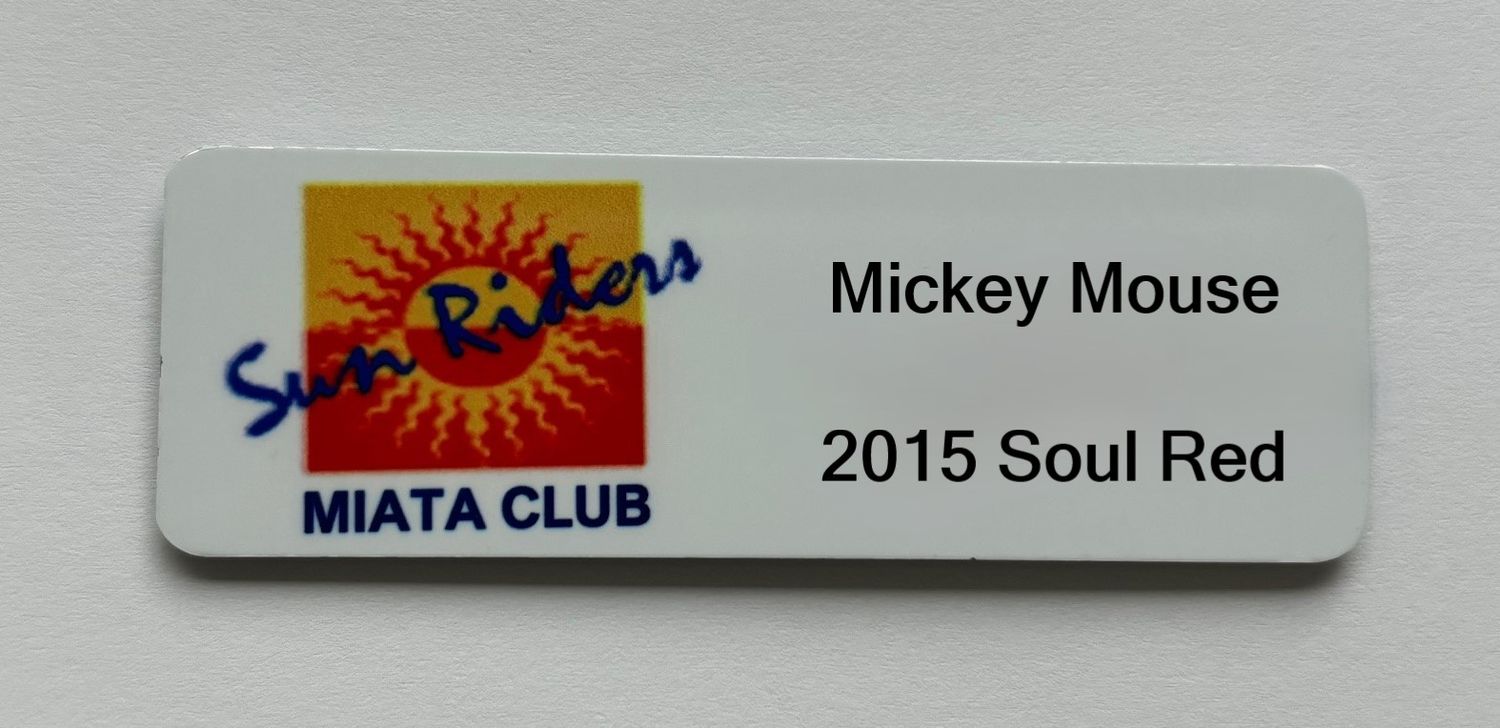 Sun Riders
MIATA CLUB
Mickey Mouse
2015 Soul Red